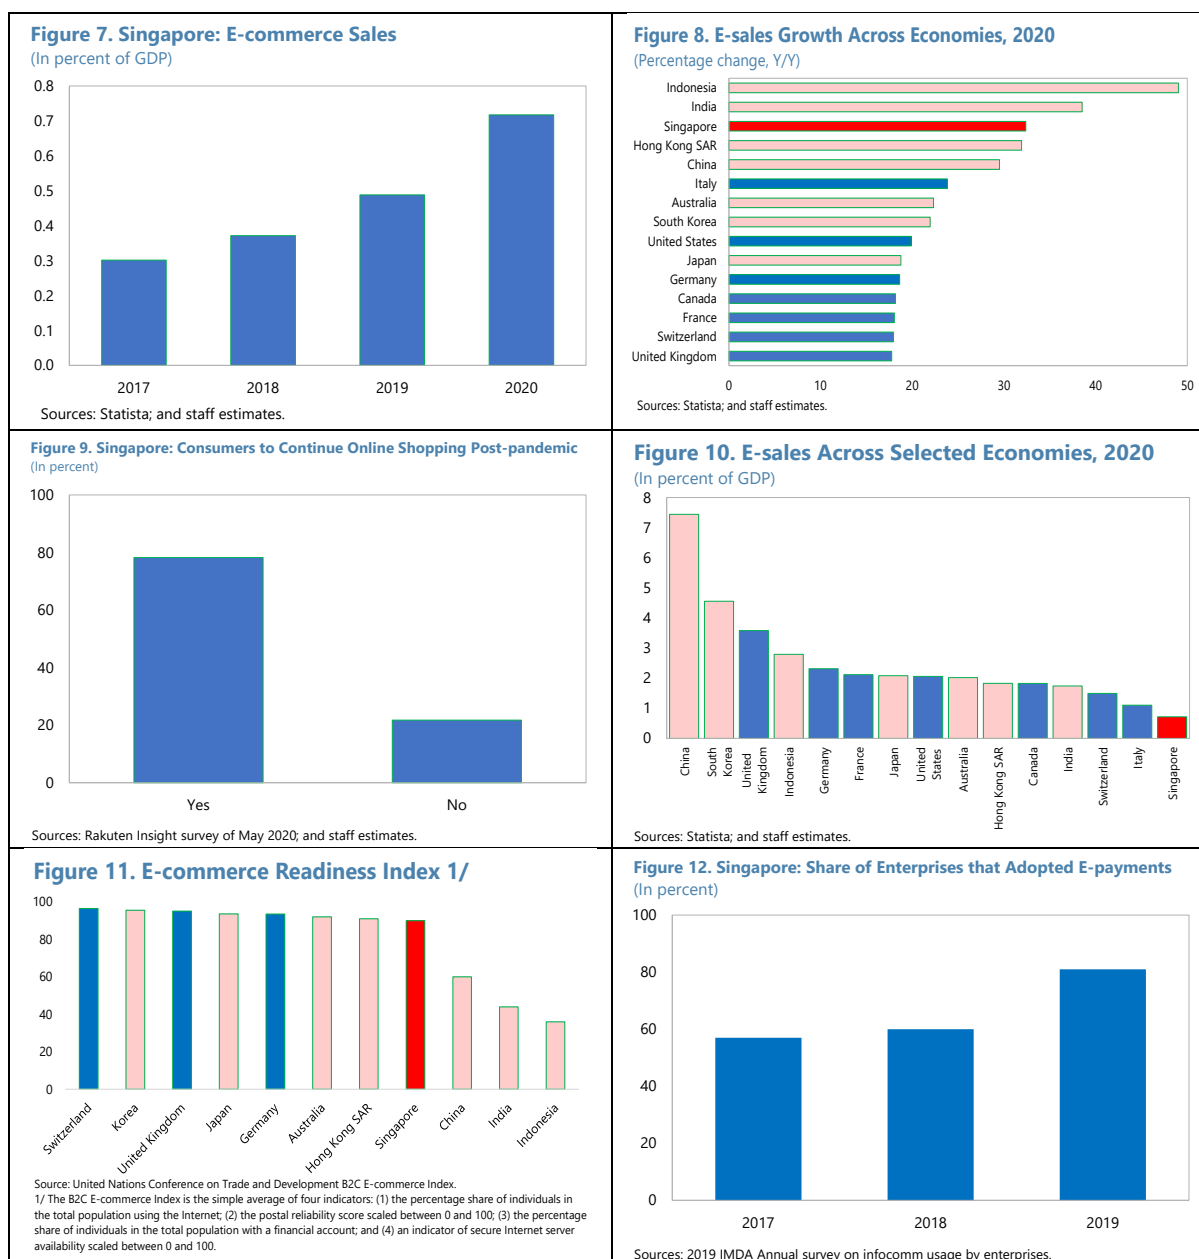 Figure 7. Singapore: E-commerce Sales
(In percent of GDP)
0.8
0.7
0.6
0.5
0.4
0.3
0.2
0.1
0.0
2017 2018 2019 2020
Sources: Statista; and staff estimates.
Figure 8. E-sales Growth Across Economies, 2020
(Percentage change, Y/Y)
Indonesia
India
Singapore
Hong Kong SAR
China
Italy
Australia
South Korea
United States
Japan
Germany
Canada
France
Switzerland
United Kingdom
0 10 20 30 40 50
Sources: Statista; and staff estimates.
Figure 9. Singapore: Consumers to Continue Online Shopping Post-pandemic
(In percent)
100
80
60
40
20
0
Yes No
Sources: Rakuten Insight survey of May 2020; and staff estimates.
Figure 10. E-sales Across Selected Economies, 2020
(In percent of GDP)
8
7
6
5
4
3
2
1
0
China
South
Korea
United
Kingdom
Indonesia
Germany
France
Japan
United
States
Australia
Hong Kong SAR
Canada
India
Switzerland
Italy
Singapore
Sources: Statista; and staff estimates.
Figure 11. E-commerce Readiness Index 1/
100
80
60
40
20
0
Switzerland
Korea
United Kingdom
Japan
Germany
Australia
Hong Kong SAR
Singapore
China
India
Indonesia
Source: United Nations Conference on Trade and Development B2C E-commerce Index.
1/ The B2C E-commerce Index is the simple average of four indicators: (1) the percentage share of individuals in
the total population using the Internet; (2) the postal reliability score scaled between 0 and 100; (3) the percentage
share of individuals in the total population with a financial account; and (4) an indicator of secure Internet server
availability scaled between 0 and 100.
Figure 12. Singapore: Share of Enterprises that Adopted E-payments
(In percent)
100
80
60
40
20
0
2017 2018 2019
Sources: 2019 IMDA Annual survey on infocomm usage by enterprises.